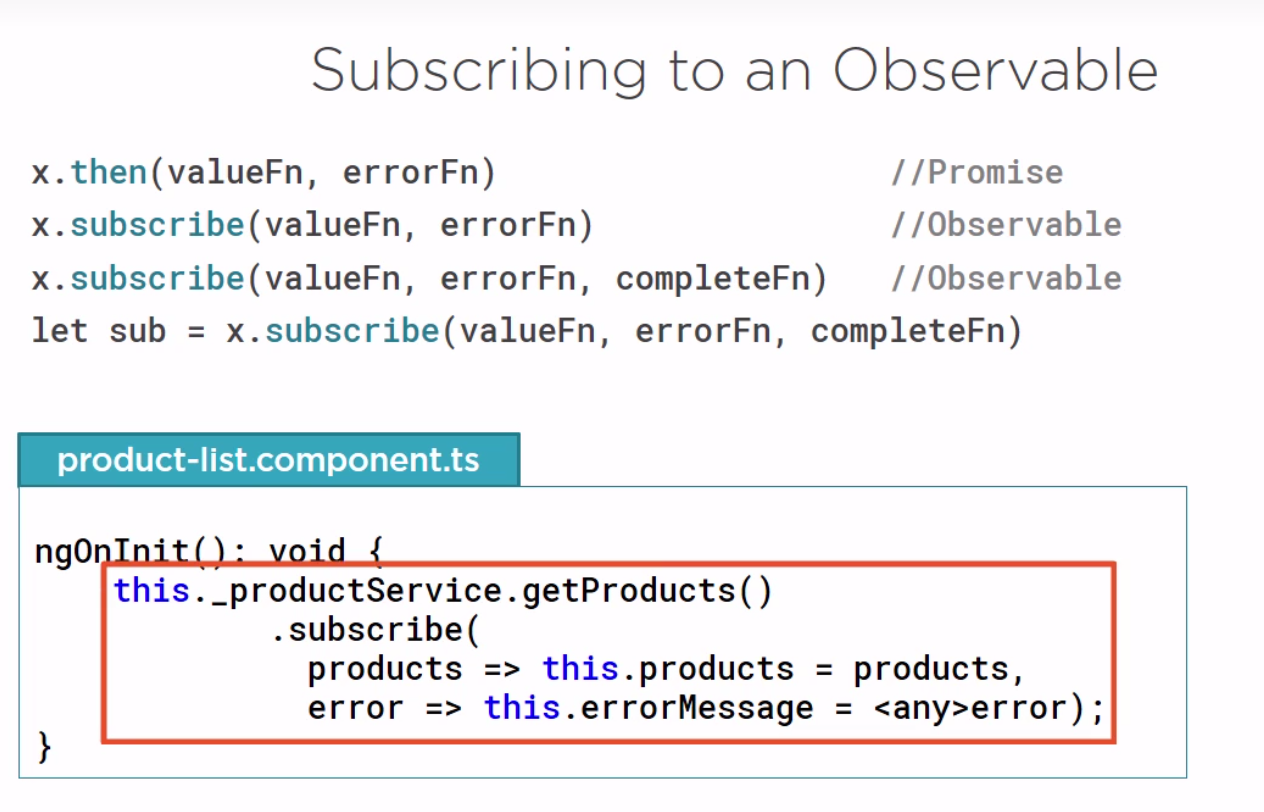 Subscribing to an Observable
x.then(valueFn, errorFn) //Promise
x.subscribe(valueFn, errorFn) //Observable
x.subscribe(valueFn, errorFn, completeFn) //Observable
let sub = x.subscribe(valueFn, errorFn, completeFn)
product-list.component.ts
ngOnInit(): void {
this._productService.getProducts()
.subscribe(
products => this.products = products,
error => this.errorMessage = <any>error);
}